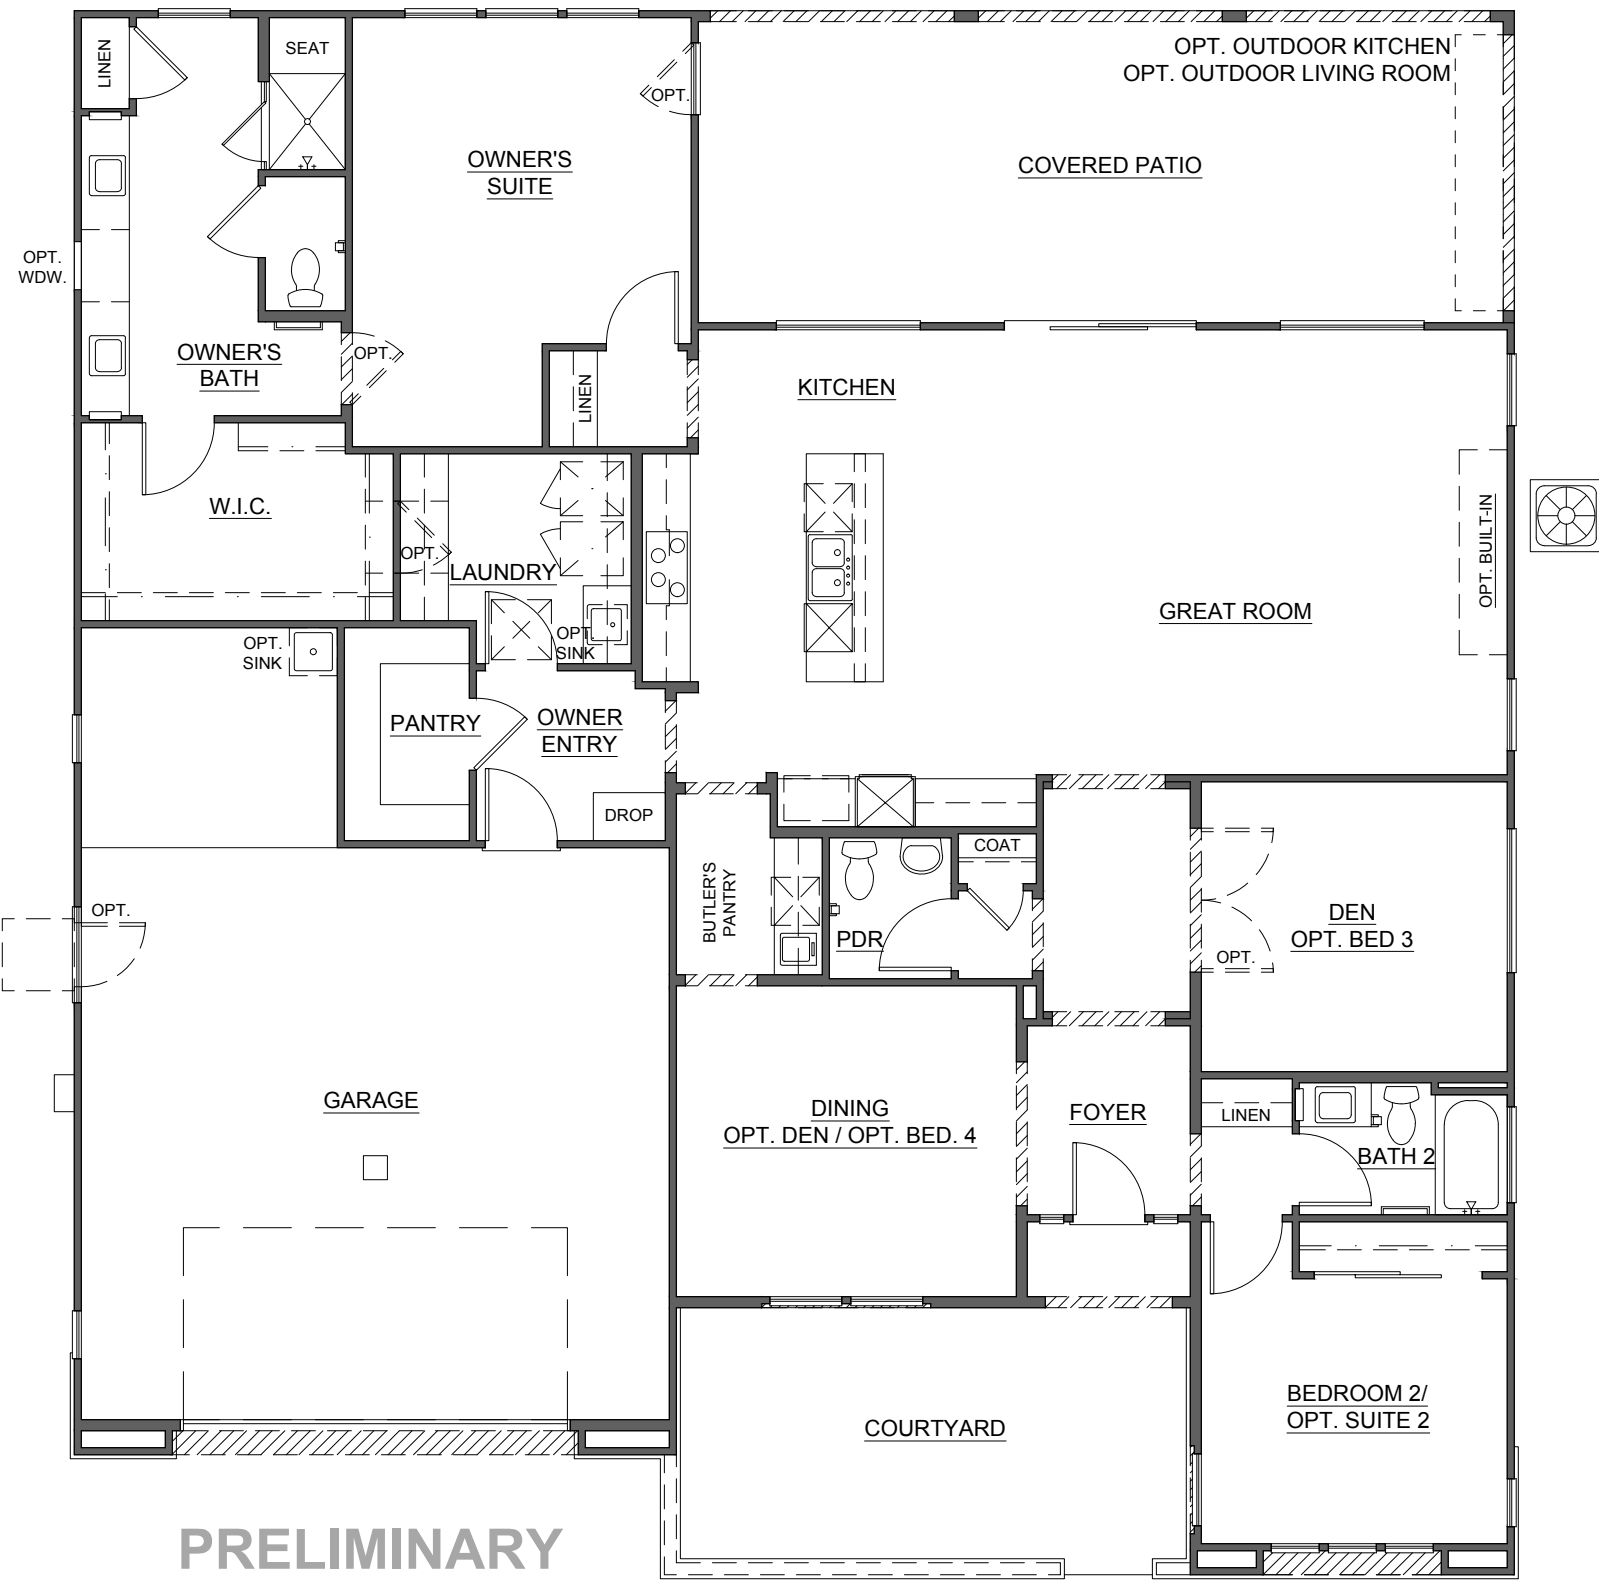 LINEN
SEAT
OPT. OUTDOOR KITCHEN
OPT. OUTDOOR LIVING ROOM
OPT.
OWNER'S
SUITE
COVERED PATIO
OPT.
WDW.
OWNER'S
BATH
OPT.
LINEN
KITCHEN
W.I.C.
OPT.
LAUNDRY
OPT. BUILT-IN
GREAT ROOM
OPT.
SINK
OPT.
SINK
PANTRY
OWNER
ENTRY
DROP
BUTLER'S
PANTRY
COAT
PDR
OPT.
DEN
OPT. BED 3
OPT.
GARAGE
DINING
OPT. DEN / OPT. BED. 4
FOYER
LINEN
BATH 2
BEDROOM 2/
OPT. SUITE 2
COURTYARD
PRELIMINARY